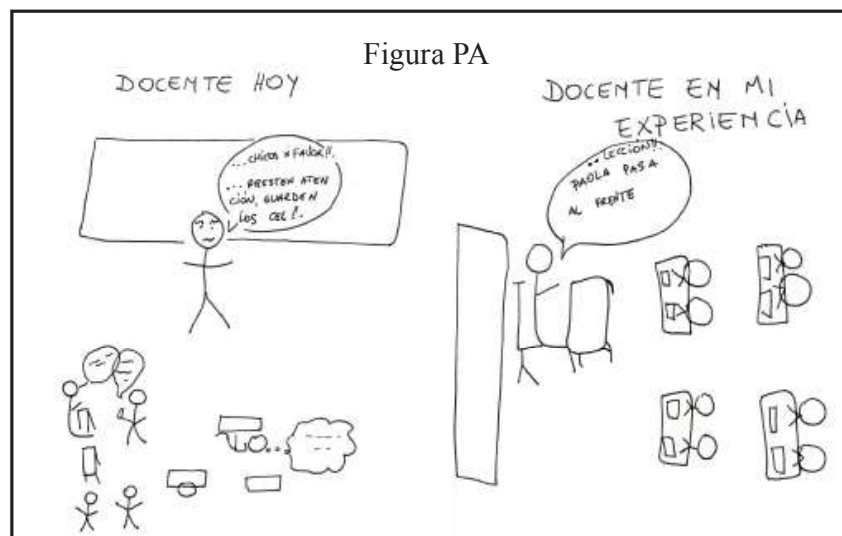 Figura PA
DOCENTE HOY
...CHICOS X FAVOR!!.
... PRESTEN ATEN
CIÓN, GUARDEN
LOS CEL!.
DOCENTE EN MI
EXPERIENCIA
...LECCIÓN!!.
PAOLA PASA
AL FRENTE